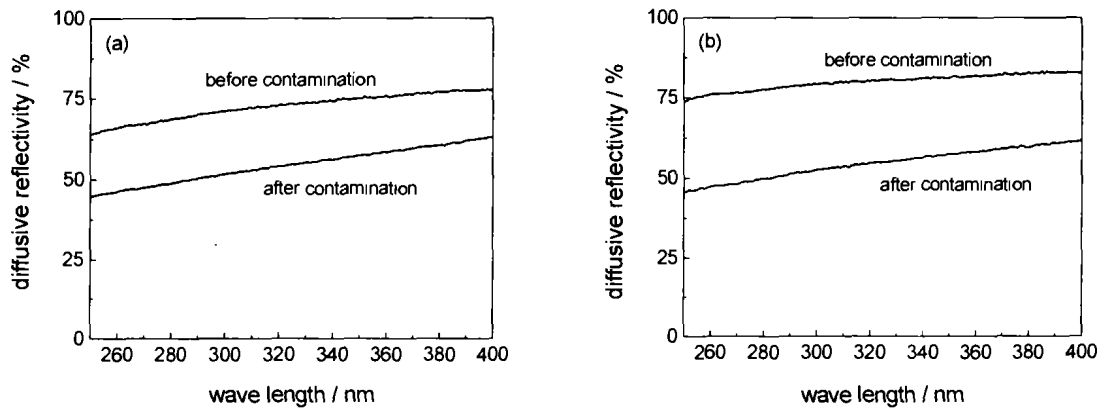 (a)
100
75
50
25
0
before contamination
after contamination
260 280 300 320 340 360 380 400
diffusive reflectivity / %
wave length / nm
(b)
100
75
50
25
0
before contamination
after contamination
260 280 300 320 340 360 380 400
diffusive reflectivity / %
wave length / nm